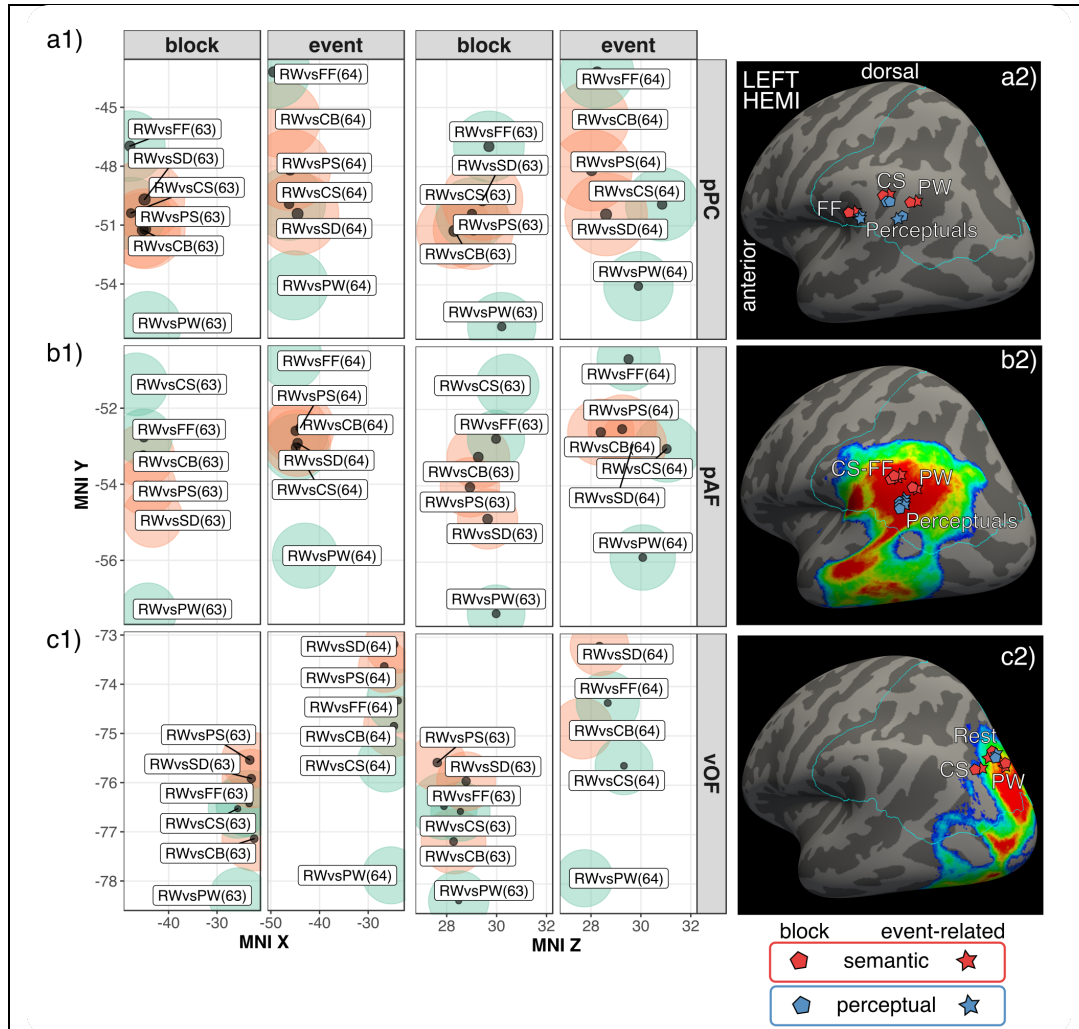 a1)
block
event
block
event
MNI Y
-45
-48
-51
-54
RWvsFF(63)
RWvsSD(63)
RWvsCS(63)
RWvsPS(63)
RWvsCB(63)
RWvsPW(63)
RWvsFF(64)
RWvsCB(64)
RWvsPS(64)
RWvsCS(64)
RWvsSD(64)
RWvsPW(64)
RWvsFF(63)
RWvsSD(63)
RWvsCS(63)
RWvsPS(63)
RWvsCB(63)
RWvsPW(63)
RWvsFF(64)
RWvsCB(64)
RWvsPS(64)
RWvsCS(64)
RWvsSD(64)
RWvsPW(64)
pPC
a2)
LEFT
HEMI
dorsal
anterior
CS
PW
FF
Perceptuals
b1)
-52
-54
-56
RWvsCS(63)
RWvsFF(63)
RWvsCB(63)
RWvsPS(63)
RWvsSD(63)
RWvsPW(63)
RWvsFF(64)
RWvsPS(64)
RWvsCB(64)
RWvsSD(64)
RWvsCS(64)
RWvsPW(64)
RWvsCS(63)
RWvsFF(63)
RWvsCB(63)
RWvsPS(63)
RWvsSD(63)
RWvsPW(63)
RWvsFF(64)
RWvsPS(64)
RWvsCB(64)
RWvsCS(64)
RWvsSD(64)
RWvsPW(64)
pAF
b2)
CS-FF
PW
Perceptuals
c1)
-73
-74
-75
-76
-77
-78
RWvsPS(63)
RWvsSD(63)
RWvsFF(63)
RWvsCS(63)
RWvsCB(63)
RWvsPW(63)
RWvsSD(64)
RWvsPS(64)
RWvsFF(64)
RWvsCB(64)
RWvsCS(64)
RWvsPW(64)
RWvsPS(63)
RWvsSD(63)
RWvsFF(63)
RWvsCS(63)
RWvsCB(63)
RWvsPW(63)
RWvsSD(64)
RWvsFF(64)
RWvsCB(64)
RWvsCS(64)
RWvsPW(64)
vOF
c2)
Rest
CS
PW
-40 -30
-50 -40 -30
28 30 32
28 30 32
MNI X
MNI Z
block event-related
semantic
perceptual